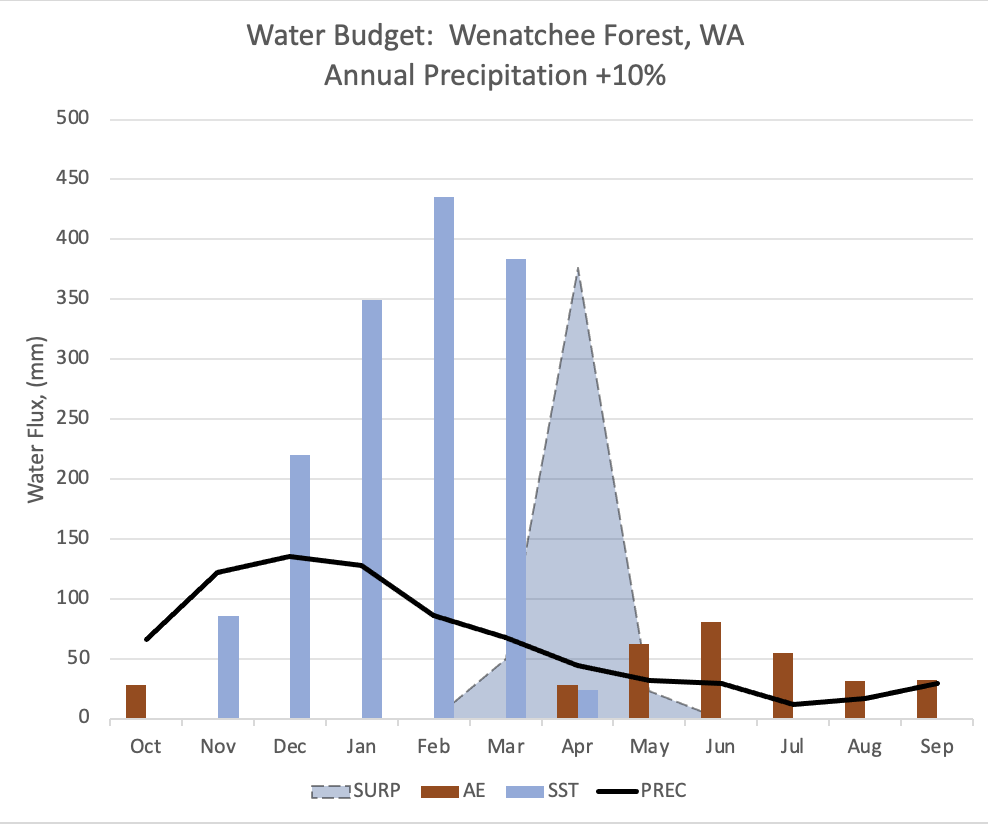 Water Budget:  Wenatchee Forest, WA
Annual Precipitation +10%
500
450
400
350
300
250
200
150
100
50
0
Water Flux, (mm)
Oct Nov Dec Jan Feb Mar Apr May Jun Jul Aug Sep
SURP AE SST PREC